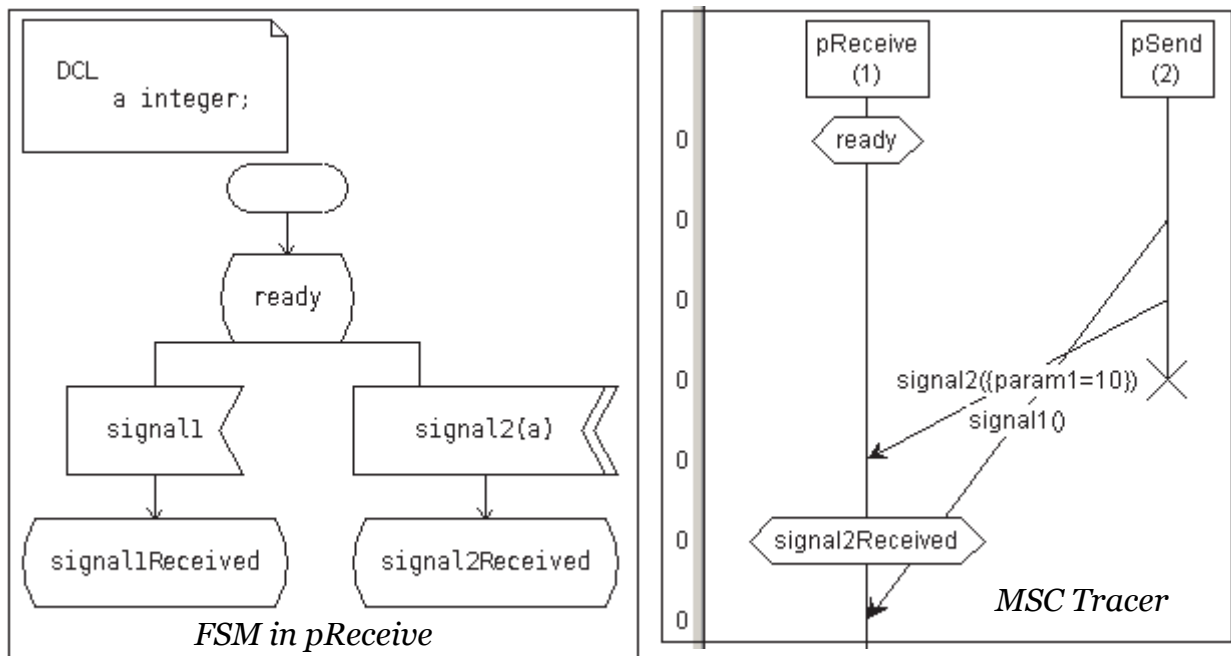 DCL
a integer;
ready
signal1
signal2(a)
signal1Received
signal2Received
FSM in pReceive
pReceive
(1)
pSend
(2)
0
ready
0
0
0
signal2({param1=10})
signal1()
0
0
signal2Received
0
MSC Tracer